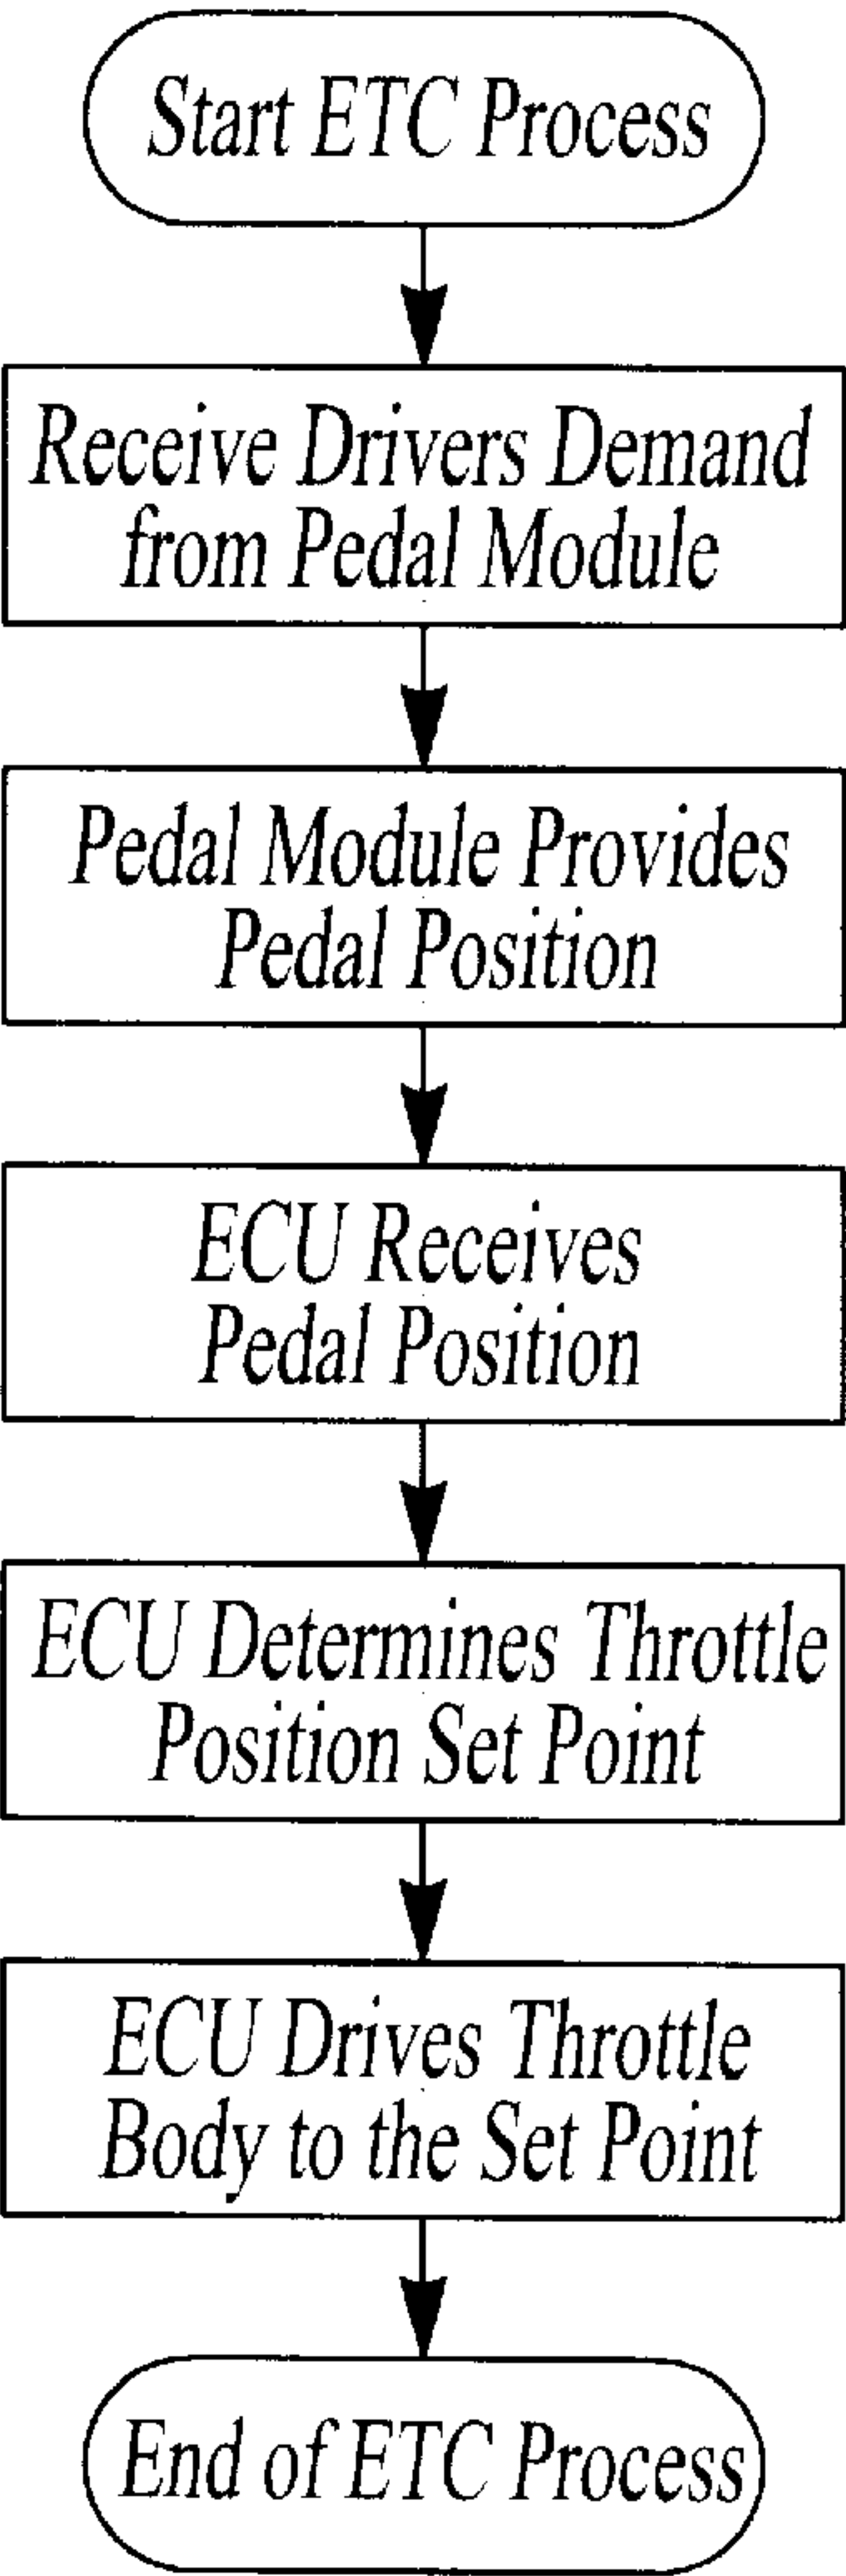 Start ETC Process
Receive Drivers Demand
from Pedal Module
Pedal Module Provides
Pedal Position
ECU Receives
Pedal Position
ECU Determines Throttle
Position Set Point
ECU Drives Throttle
Body to the Set Point
End of ETC Process